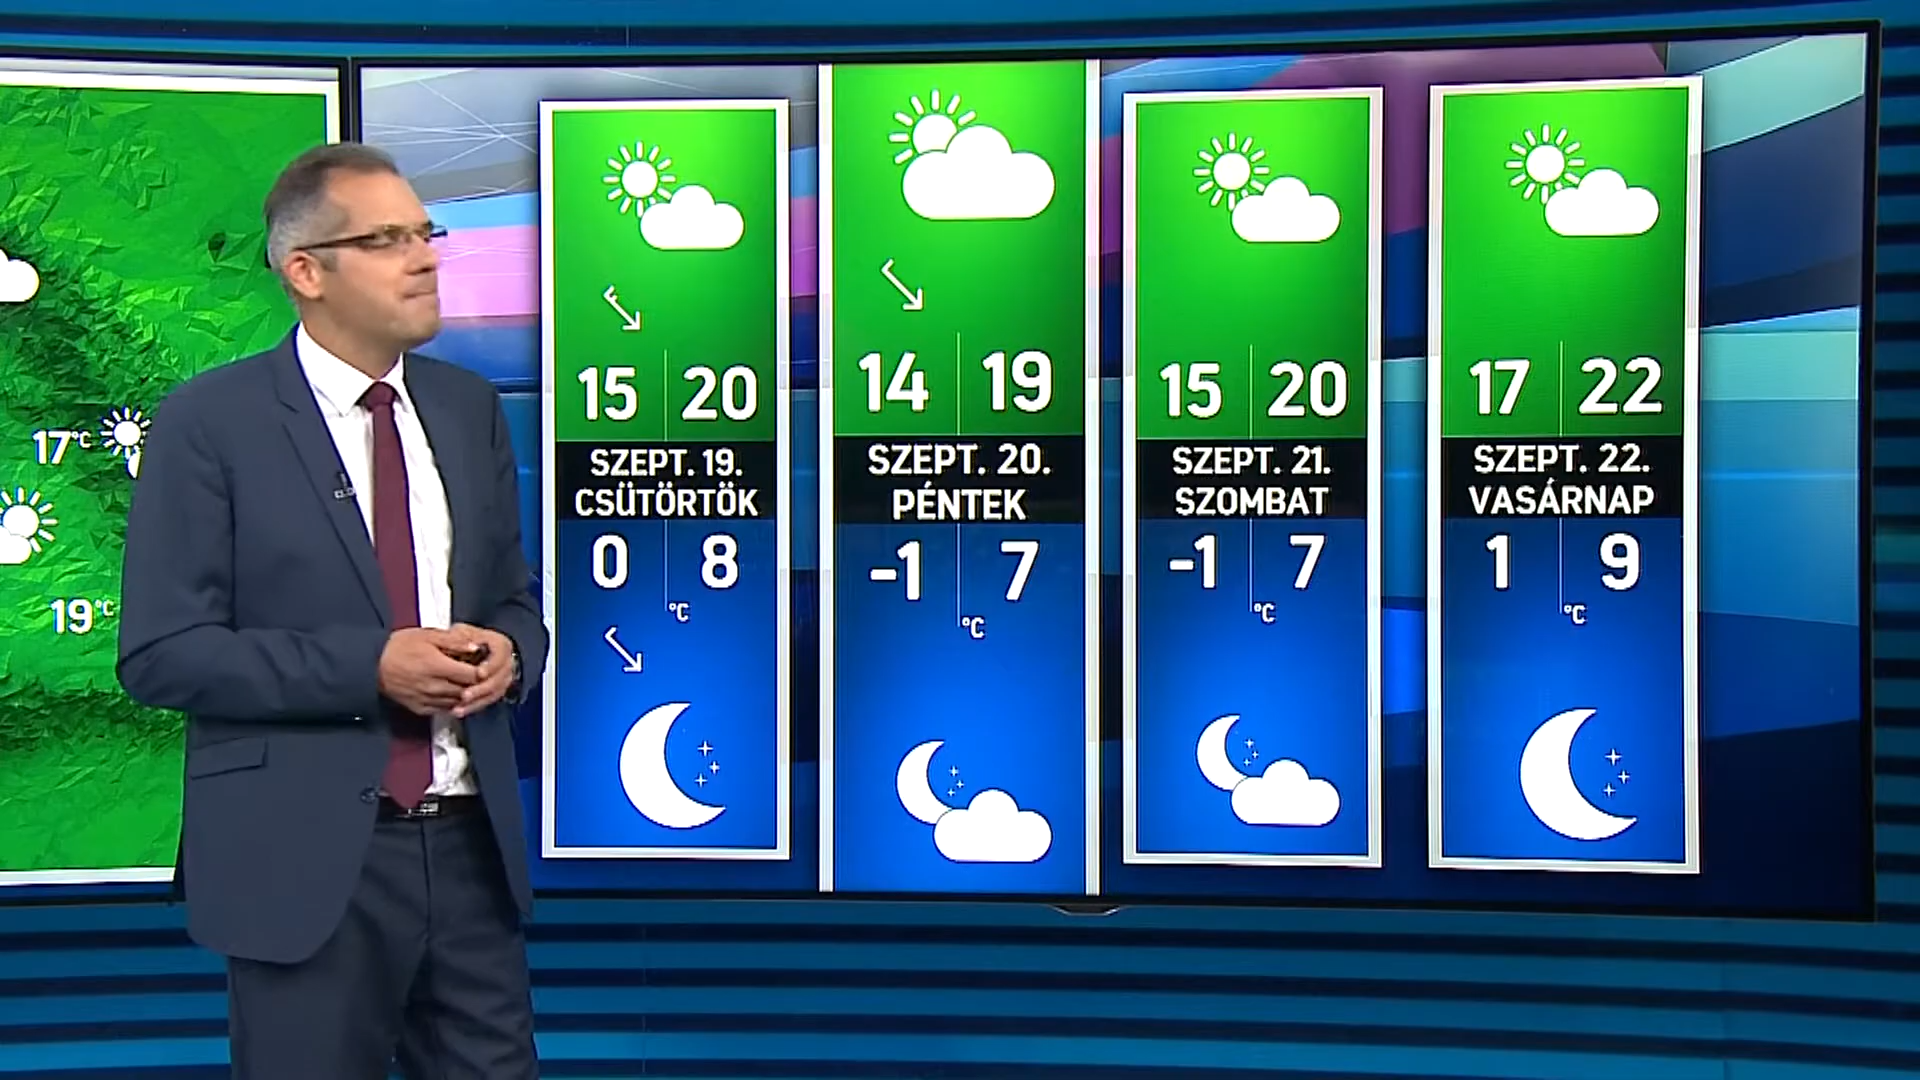 17°C
19°C
15 20
SZEPT. 19.
CSÜTÖRTÖK
0 8
°C
14 19
SZEPT. 20.
PÉNTEK
-1 7
°C
15 20
SZEPT. 21.
SZOMBAT
-1 7
°C
17 22
SZEPT. 22.
VASÁRNAP
1 9
°C